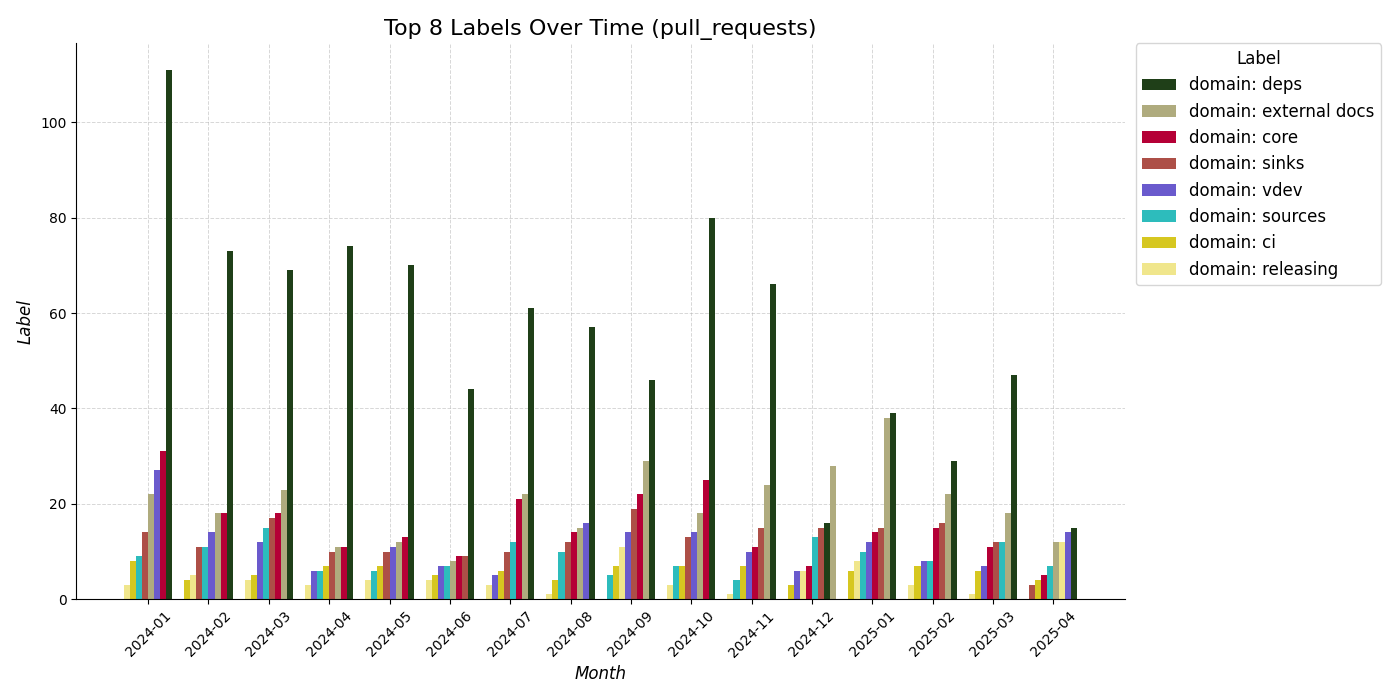 Top 8 Labels Over Time (pull_requests)
Label
100
80
60
40
20
0
2024-01
2024-02
2024-03
2024-04
2024-05
2024-06
2024-07
2024-08
2024-09
2024-10
2024-11
2024-12
2025-01
2025-02
2025-03
2025-04
Month
Label
domain: deps
domain: external docs
domain: core
domain: sinks
domain: vdev
domain: sources
domain: ci
domain: releasing